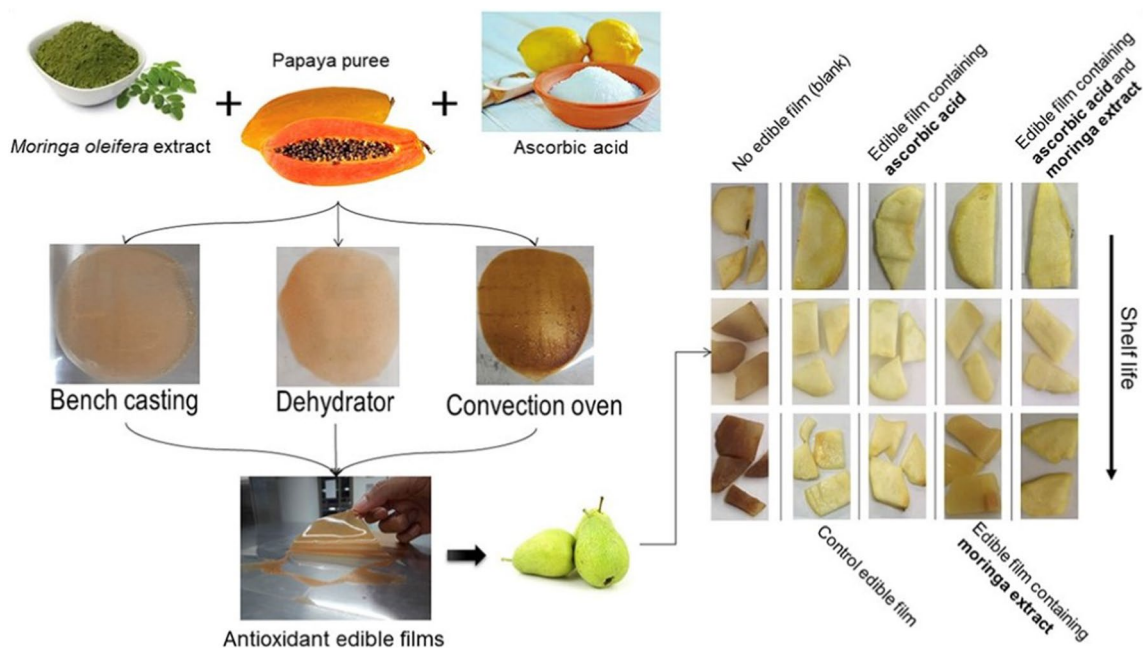 Papaya puree
+
+
Moringa oleifera extract
Ascorbic acid
Bench casting
Dehydrator
Convection oven
Antioxidant edible films
No edible film (blank)
Edible film containing
ascorbic acid
Edible film containing
ascorbic acid and
moringa extract
Shelf life
Control edible film
Edible film containing
moringa extract